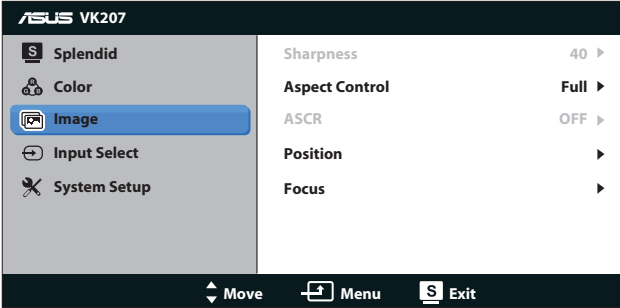 ASUS VK207
S Splendid
Color
Image
Input Select
System Setup
Sharpness 40
Aspect Control Full
ASCR OFF
Position
Focus
Move Menu S Exit